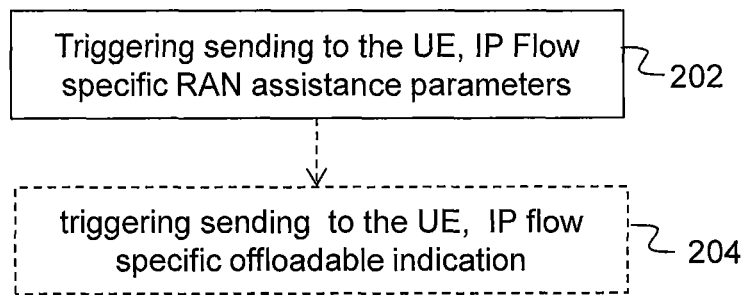 Triggering sending to the UE, IP Flow
specific RAN assistance parameters
202
triggering sending to the UE, IP flow
specific offloadable indication
204